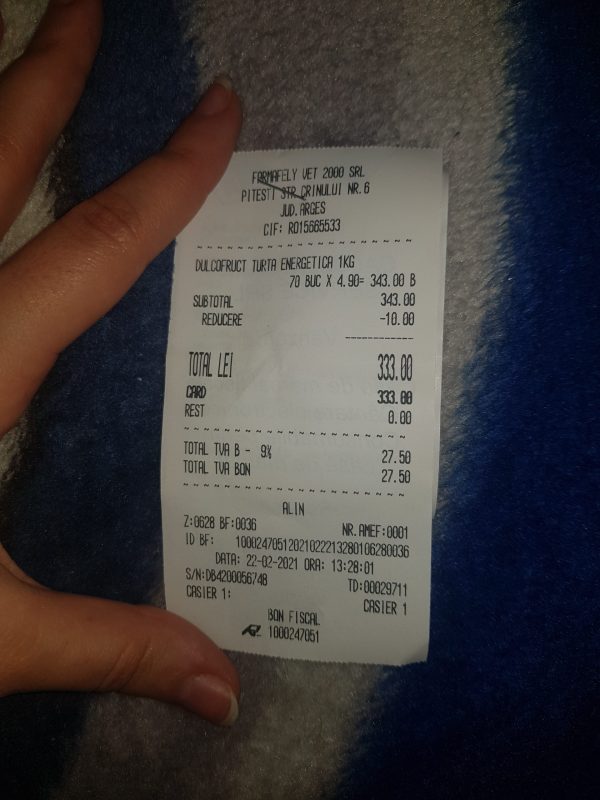 FARMAFELY VET 2000 SRL
PITESTI STR.CRINULUI NR.6
JUD.ARGES
CIF: RO15665533
~ ~ ~ ~ ~ ~ ~ ~ ~ ~ ~ ~ ~ ~ ~ ~ ~ ~ ~ ~
DULCOFRUCT TURTA ENERGETICA 1KG
70 BUC X 4.90= 343.00 B
SUBTOTAL 343.00
REDUCERE -10.00
------------
TOTAL LEI 333.00
CARD 333.00
REST 0.00
~ ~ ~ ~ ~ ~ ~ ~ ~ ~ ~ ~ ~ ~ ~ ~ ~ ~ ~ ~
TOTAL TVA B - 9% 27.50
TOTAL TVA BON 27.50
~ ~ ~ ~ ~ ~ ~ ~ ~ ~ ~ ~ ~ ~ ~ ~ ~ ~ ~ ~
ALIN
Z:0628 BF:0036 NR.AMEF:0001
ID BF: 1000247051202102221328010628​0036
DATA: 22-02-2021 ORA: 13:28:01
S/N:DB4200056748 TD:00029711
CASIER 1: CASIER 1
BON FISCAL
1000247051